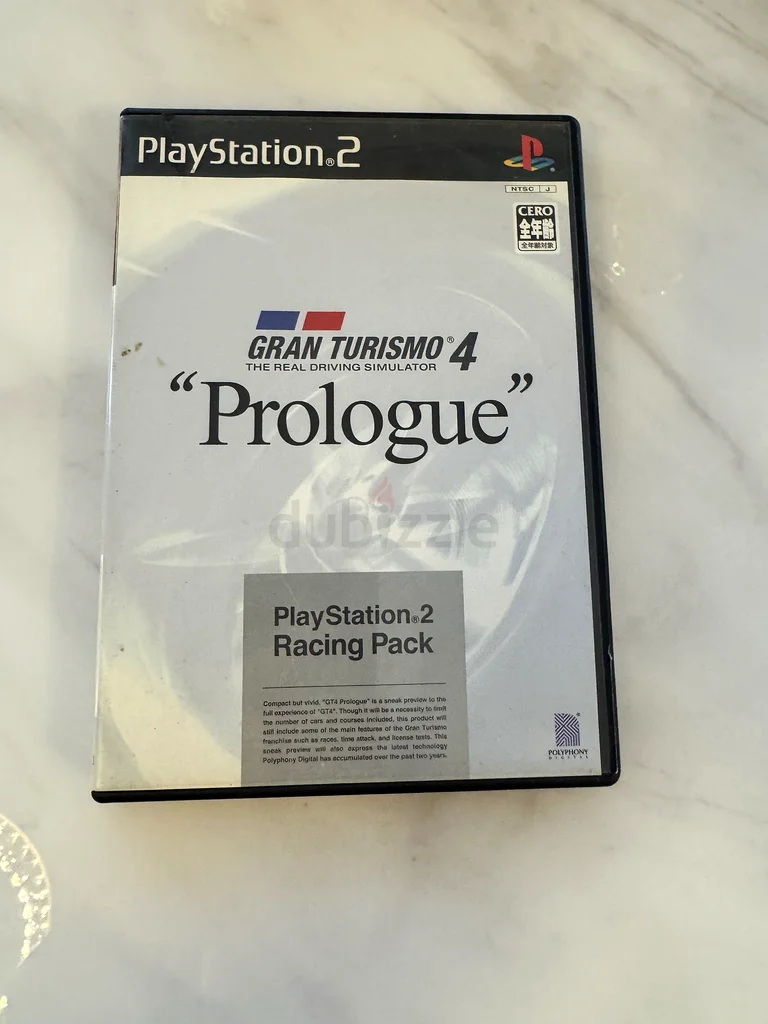 PlayStation®2
NTSC J
CERO
全年齢
全年齢対象
GRAN TURISMO®4
THE REAL DRIVING SIMULATOR
“Prologue”
dubizzle
PlayStation®2
Racing Pack
Compact but vivid, "GT4 Prologue" is a sneak preview to the
full experience of "GT4". Though it will be a necessity to limit
the number of cars and courses included, this product will
still include some of the main features of the Gran Turismo
franchise such as races, time attack, and license tests. This
sneak preview will also express the latest technology
Polyphony Digital has accumulated over the past two years.
POLYPHONY
DIGITAL